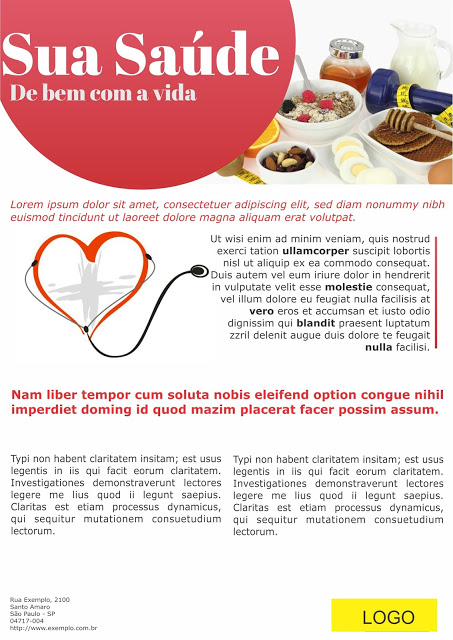 Sua Saúde
De bem com a vida
Lorem ipsum dolor sit amet, consectetuer adipiscing elit, sed diam nonummy nibh
euismod tincidunt ut laoreet dolore magna aliquam erat volutpat.
Ut wisi enim ad minim veniam, quis nostrud
exerci tation ullamcorper suscipit lobortis
nisl ut aliquip ex ea commodo consequat.
Duis autem vel eum iriure dolor in hendrerit
in vulputate velit esse molestie consequat,
vel illum dolore eu feugiat nulla facilisis at
vero eros et accumsan et iusto odio
dignissim qui blandit praesent luptatum
zzril delenit augue duis dolore te feugait
nulla facilisi.
Nam liber tempor cum soluta nobis eleifend option congue nihil
imperdiet doming id quod mazim placerat facer possim assum.
Typi non habent claritatem insitam; est usus
legentis in iis qui facit eorum claritatem.
Investigationes demonstraverunt lectores
legere me lius quod ii legunt saepius.
Claritas est etiam processus dynamicus,
qui sequitur mutationem consuetudium
lectorum.
Typi non habent claritatem insitam; est usus
legentis in iis qui facit eorum claritatem.
Investigationes demonstraverunt lectores
legere me lius quod ii legunt saepius.
Claritas est etiam processus dynamicus,
qui sequitur mutationem consuetudium
lectorum.
Rua Exemplo, 2100
Santo Amaro
São Paulo - SP
04717-004
http://www.exemplo.com.br
LOGO